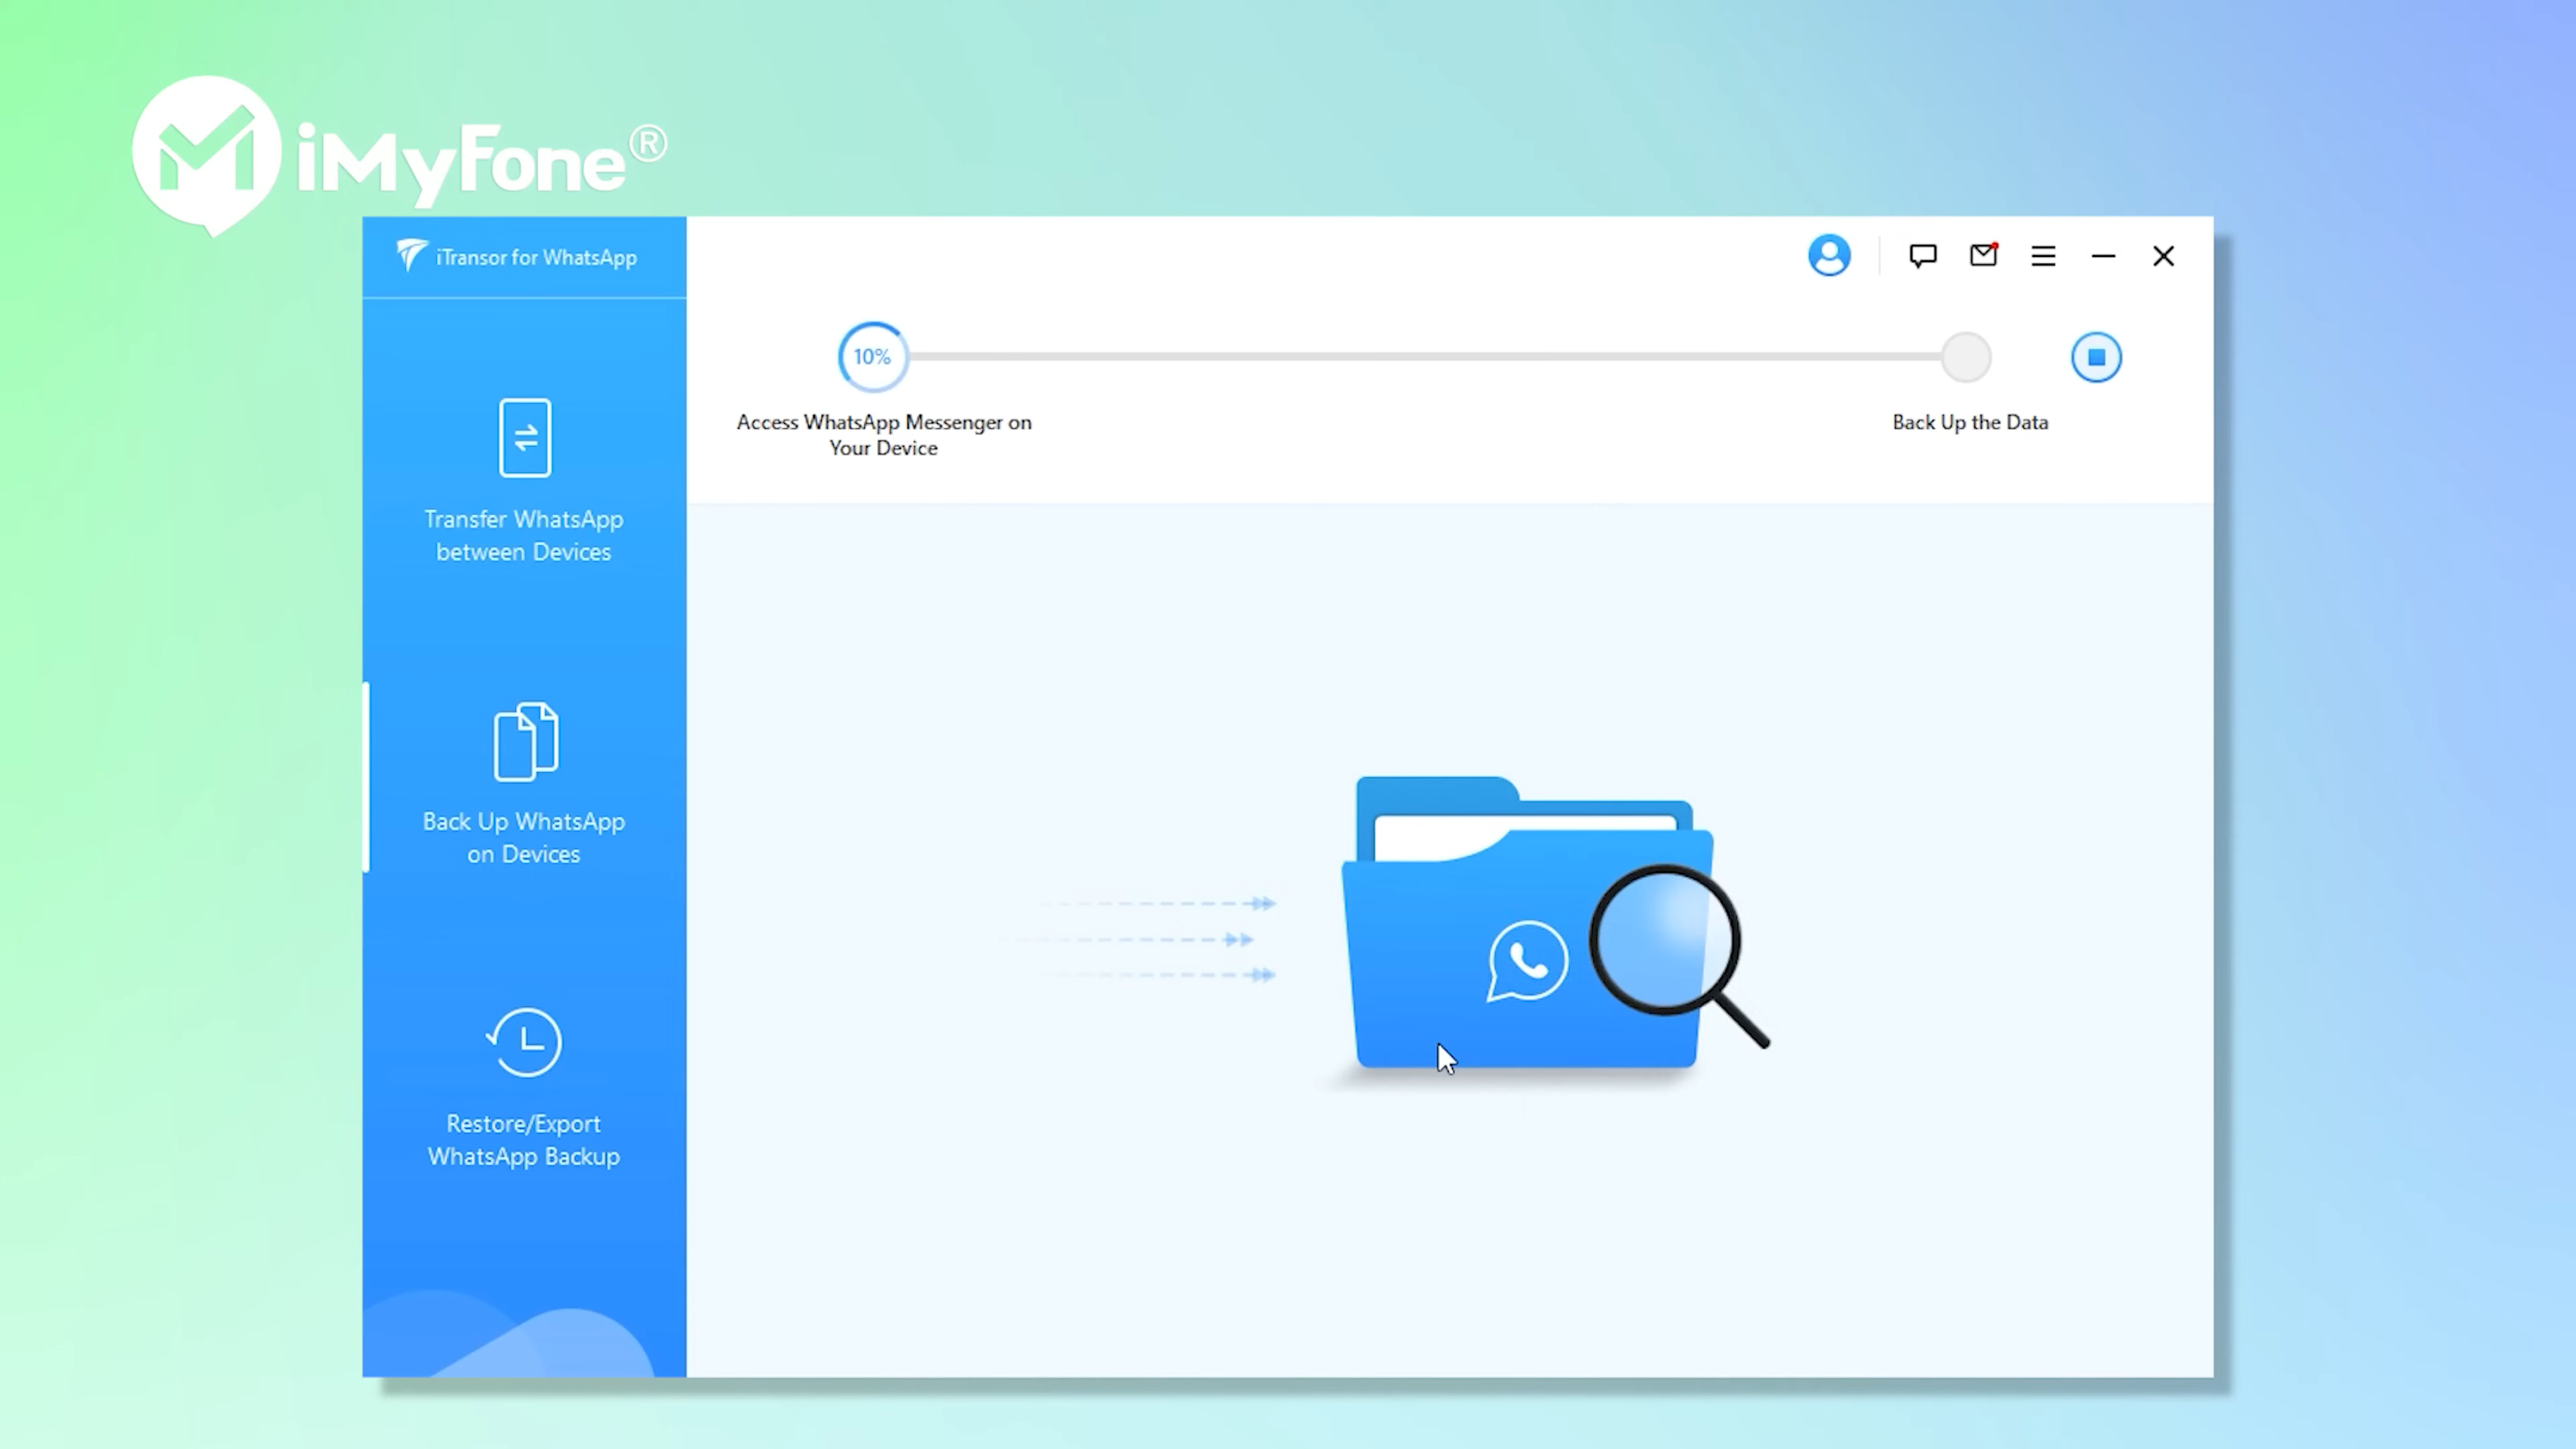 iMyFone®
iTransor for WhatsApp
10%
Access WhatsApp Messenger on
Your Device
Back Up the Data
Transfer WhatsApp
between Devices
Back Up WhatsApp
on Devices
Restore/Export
WhatsApp Backup